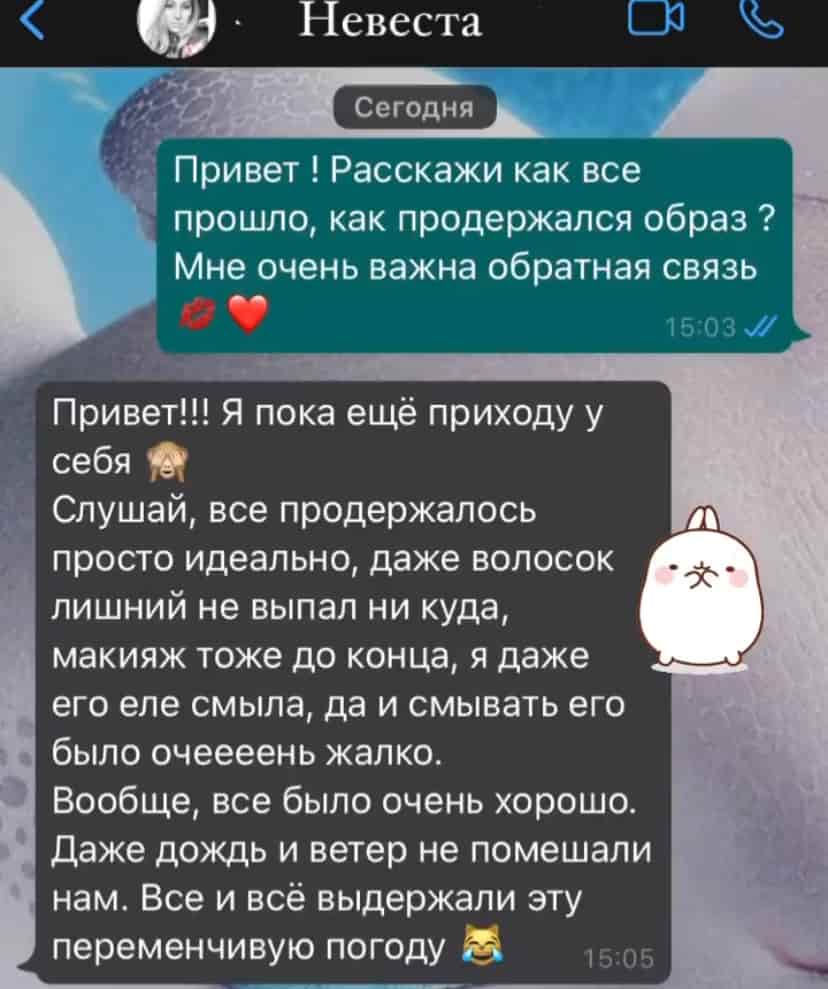 Невеста
Сегодня
Привет ! Расскажи как все
прошло, как продержался образ ?
Мне очень важна обратная связь
💋 ❤️
15:03
Привет!!! Я пока ещё приходу у
себя 🙈
Слушай, все продержалось
просто идеально, даже волосок
лишний не выпал ни куда,
макияж тоже до конца, я даже
его еле смыла, да и смывать его
было очеееень жалко.
Вообще, все было очень хорошо.
Даже дождь и ветер не помешали
нам. Все и всё выдержали эту
переменчивую погоду 😹
15:05